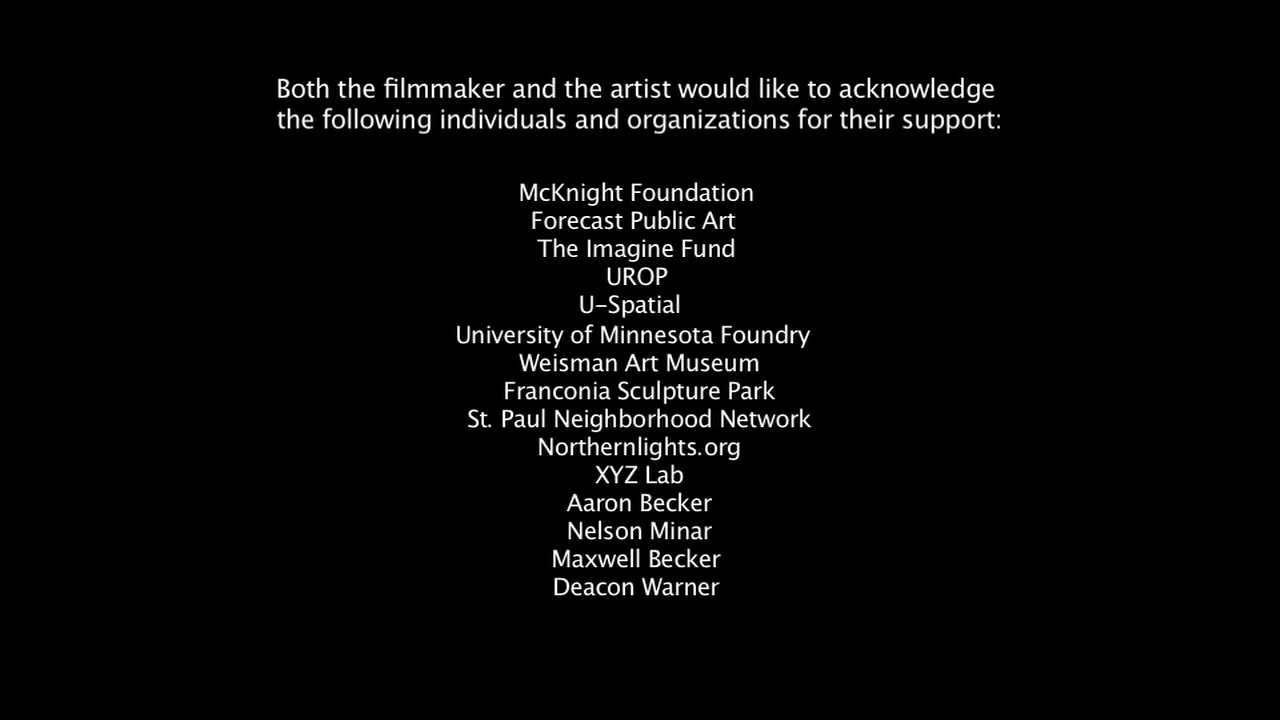 Both the filmmaker and the artist would like to acknowledge
the following individuals and organizations for their support:
McKnight Foundation
Forecast Public Art
The Imagine Fund
UROP
U-Spatial
University of Minnesota Foundry
Weisman Art Museum
Franconia Sculpture Park
St. Paul Neighborhood Network
Northernlights.org
XYZ Lab
Aaron Becker
Nelson Minar
Maxwell Becker
Deacon Warner